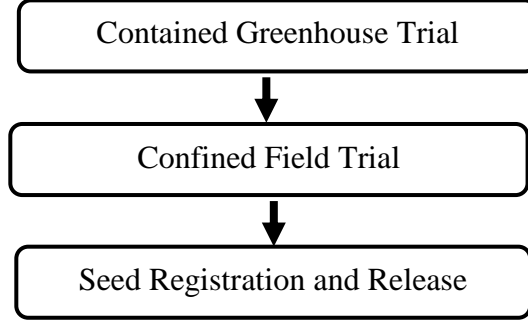 Contained Greenhouse Trial
Confined Field Trial
Seed Registration and Release